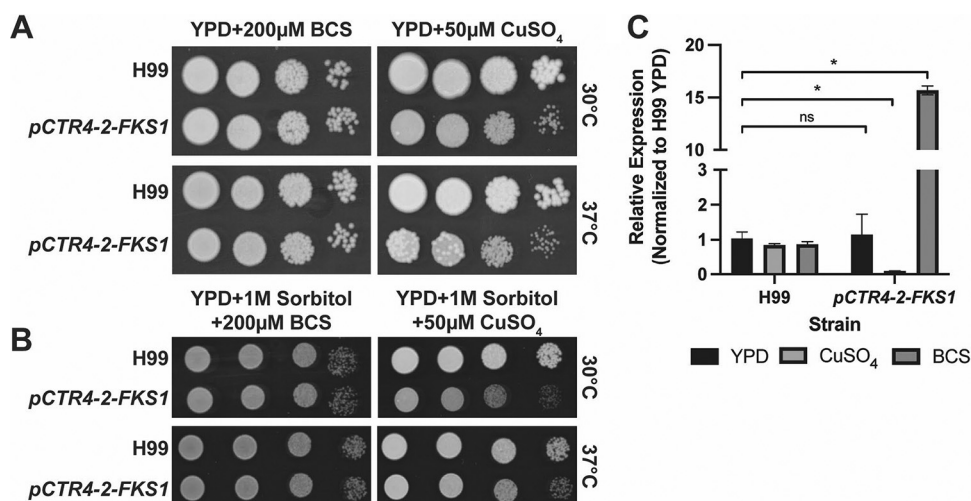 A
YPD+200µM BCS
YPD+50µM CuSO4
H99
pCTR4-2-FKS1
30°C
H99
pCTR4-2-FKS1
37°C
B
YPD+1M Sorbitol
+200µM BCS
YPD+1M Sorbitol
+50µM CuSO4
H99
pCTR4-2-FKS1
30°C
H99
pCTR4-2-FKS1
37°C
C
Relative Expression
(Normalized to H99 YPD)
20
15
10
3
2
1
0
*
*
ns
H99
pCTR4-2-FKS1
Strain
YPD
CuSO4
BCS